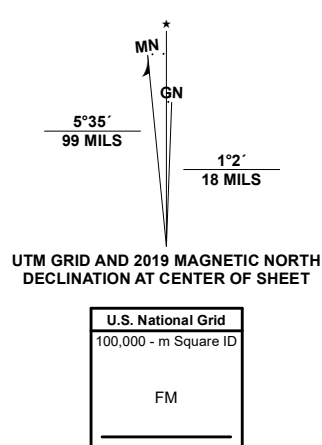 ★
MN
GN
5°35´
99 MILS
1°2´
18 MILS
UTM GRID AND 2019 MAGNETIC NORTH
DECLINATION AT CENTER OF SHEET
U.S. National Grid
100,000 - m Square ID
FM